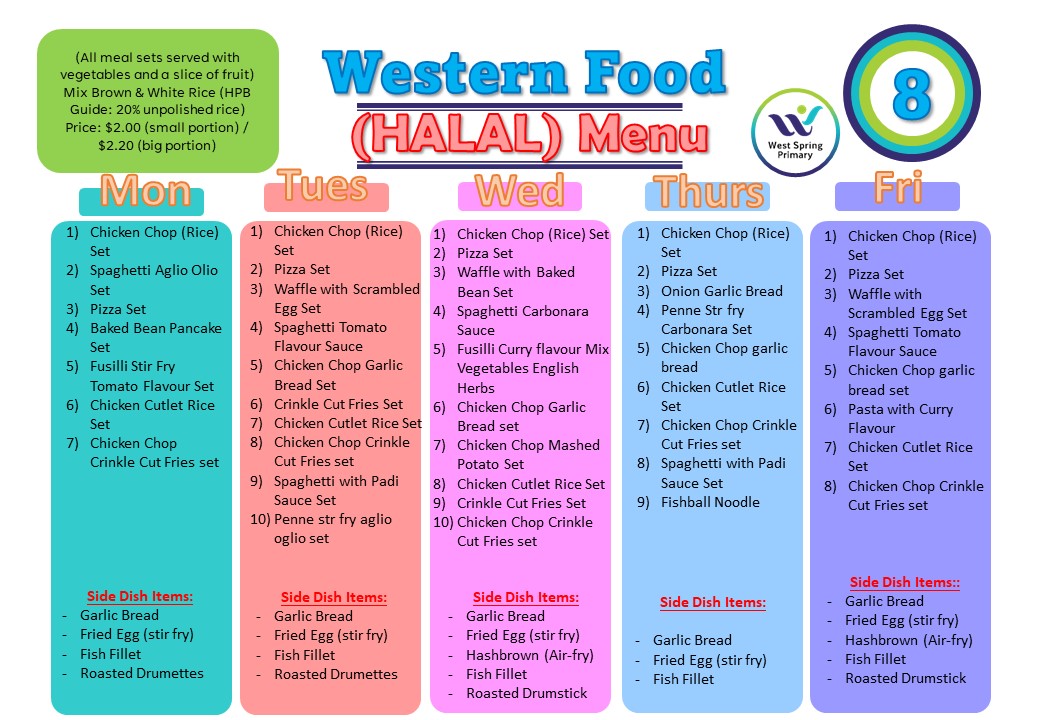 (All meal sets served with
vegetables and a slice of fruit)
Mix Brown & White Rice (HPB
Guide: 20% unpolished rice)
Price: $2.00 (small portion) /
$2.20 (big portion)
Western Food
(HALAL) Menu
West Spring
Primary
8
Mon
1) Chicken Chop (Rice)
Set
2) Spaghetti Aglio Olio
Set
3) Pizza Set
4) Baked Bean Pancake
Set
5) Fusilli Stir Fry
Tomato Flavour Set
6) Chicken Cutlet Rice
Set
7) Chicken Chop
Crinkle Cut Fries set
Side Dish Items:
- Garlic Bread
- Fried Egg (stir fry)
- Fish Fillet
- Roasted Drumettes
Tues
1) Chicken Chop (Rice)
Set
2) Pizza Set
3) Waffle with Scrambled
Egg Set
4) Spaghetti Tomato
Flavour Sauce
5) Chicken Chop Garlic
Bread Set
6) Crinkle Cut Fries Set
7) Chicken Cutlet Rice Set
8) Chicken Chop Crinkle
Cut Fries set
9) Spaghetti with Padi
Sauce Set
10) Penne str fry aglio
oglio set
Side Dish Items:
- Garlic Bread
- Fried Egg (stir fry)
- Fish Fillet
- Roasted Drumettes
Wed
1) Chicken Chop (Rice) Set
2) Pizza Set
3) Waffle with Baked
Bean Set
4) Spaghetti Carbonara
Sauce
5) Fusilli Curry flavour Mix
Vegetables English
Herbs
6) Chicken Chop Garlic
Bread set
7) Chicken Chop Mashed
Potato Set
8) Chicken Cutlet Rice Set
9) Crinkle Cut Fries Set
10) Chicken Chop Crinkle
Cut Fries set
Side Dish Items:
- Garlic Bread
- Fried Egg (stir fry)
- Hashbrown (Air-fry)
- Fish Fillet
- Roasted Drumstick
Thurs
1) Chicken Chop (Rice)
Set
2) Pizza Set
3) Onion Garlic Bread
4) Penne Str fry
Carbonara Set
5) Chicken Chop garlic
bread
6) Chicken Cutlet Rice
Set
7) Chicken Chop Crinkle
Cut Fries set
8) Spaghetti with Padi
Sauce Set
9) Fishball Noodle
Side Dish Items:
- Garlic Bread
- Fried Egg (stir fry)
- Fish Fillet
Fri
1) Chicken Chop (Rice)
Set
2) Pizza Set
3) Waffle with
Scrambled Egg Set
4) Spaghetti Tomato
Flavour Sauce
5) Chicken Chop garlic
bread set
6) Pasta with Curry
Flavour
7) Chicken Cutlet Rice
Set
8) Chicken Chop Crinkle
Cut Fries set
Side Dish Items::
- Garlic Bread
- Fried Egg (stir fry)
- Hashbrown (Air-fry)
- Fish Fillet
- Roasted Drumstick